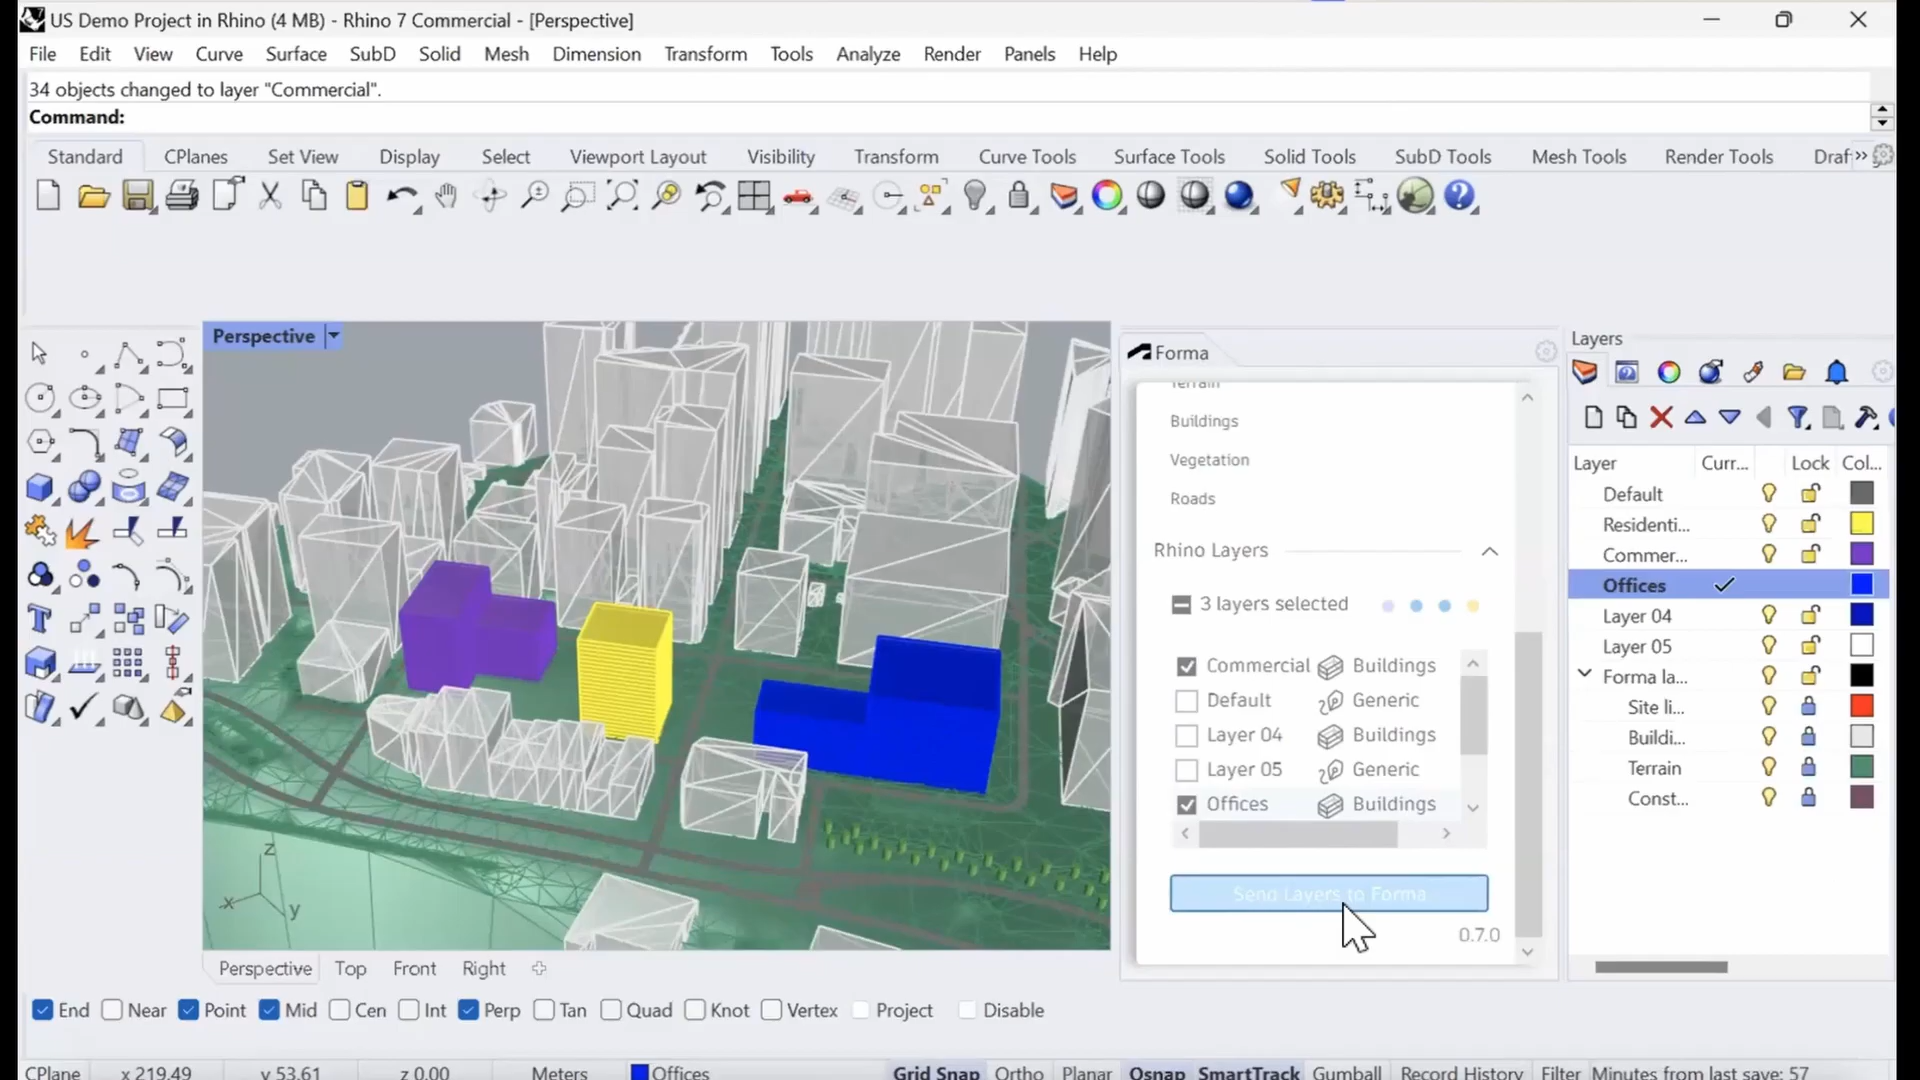 US Demo Project in Rhino (4 MB) - Rhino 7 Commercial - [Perspective]
File Edit View Curve Surface SubD Solid Mesh Dimension Transform Tools Analyze Render Panels Help
34 objects changed to layer "Commercial".
Command:
Standard CPlanes Set View Display Select Viewport Layout Visibility Transform Curve Tools Surface Tools Solid Tools SubD Tools Mesh Tools Render Tools Draf »
Perspective
z
x y
Perspective Top Front Right
Forma
Terrain
Buildings
Vegetation
Roads
Rhino Layers
3 layers selected
Commercial Buildings
Default Generic
Layer 04 Buildings
Layer 05 Generic
Offices Buildings
Send Layers to Forma
0.7.0
Layers
Layer Curr... Lock Col...
Default
Residenti...
Commer...
Offices
Layer 04
Layer 05
Forma la...
Site li...
Buildi...
Terrain
Const...
End Near Point Mid Cen Int Perp Tan Quad Knot Vertex Project Disable
CPlane x 219.49 y 53.61 z 0.00 Meters Offices Grid Snap Ortho Planar Osnap SmartTrack Gumball Record History Filter Minutes from last save: 57